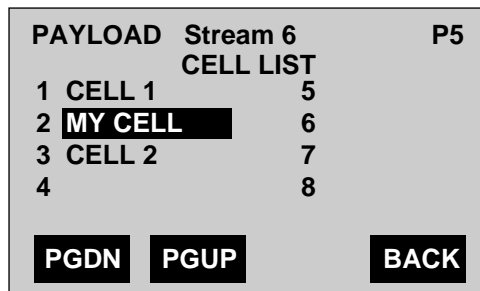 PAYLOAD Stream 6 P5
CELL LIST
1 CELL 1 5
2 MY CELL 6
3 CELL 2 7
4 8
PGDN PGUP BACK